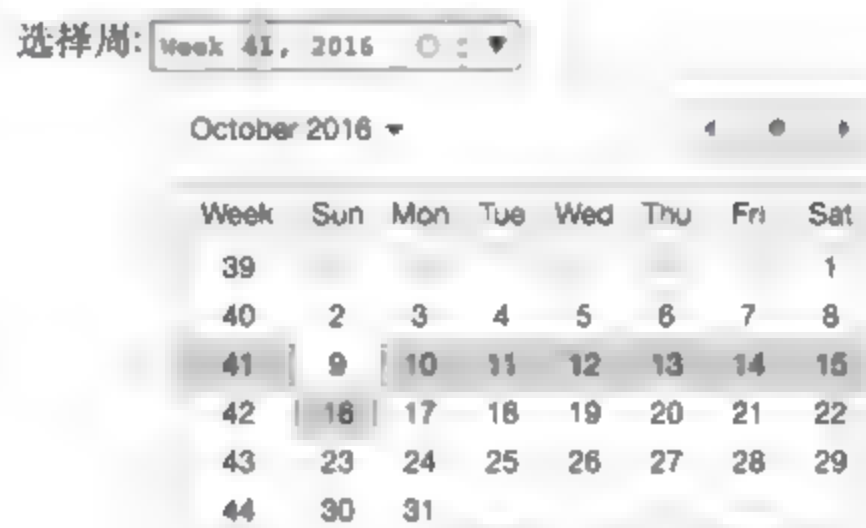 选择周: Week 41, 2016
October 2016
Week Sun Mon Tue Wed Thu Fri Sat
39 1
40 2 3 4 5 6 7 8
41 9 10 11 12 13 14 15
42 16 17 18 19 20 21 22
43 23 24 25 26 27 28 29
44 30 31